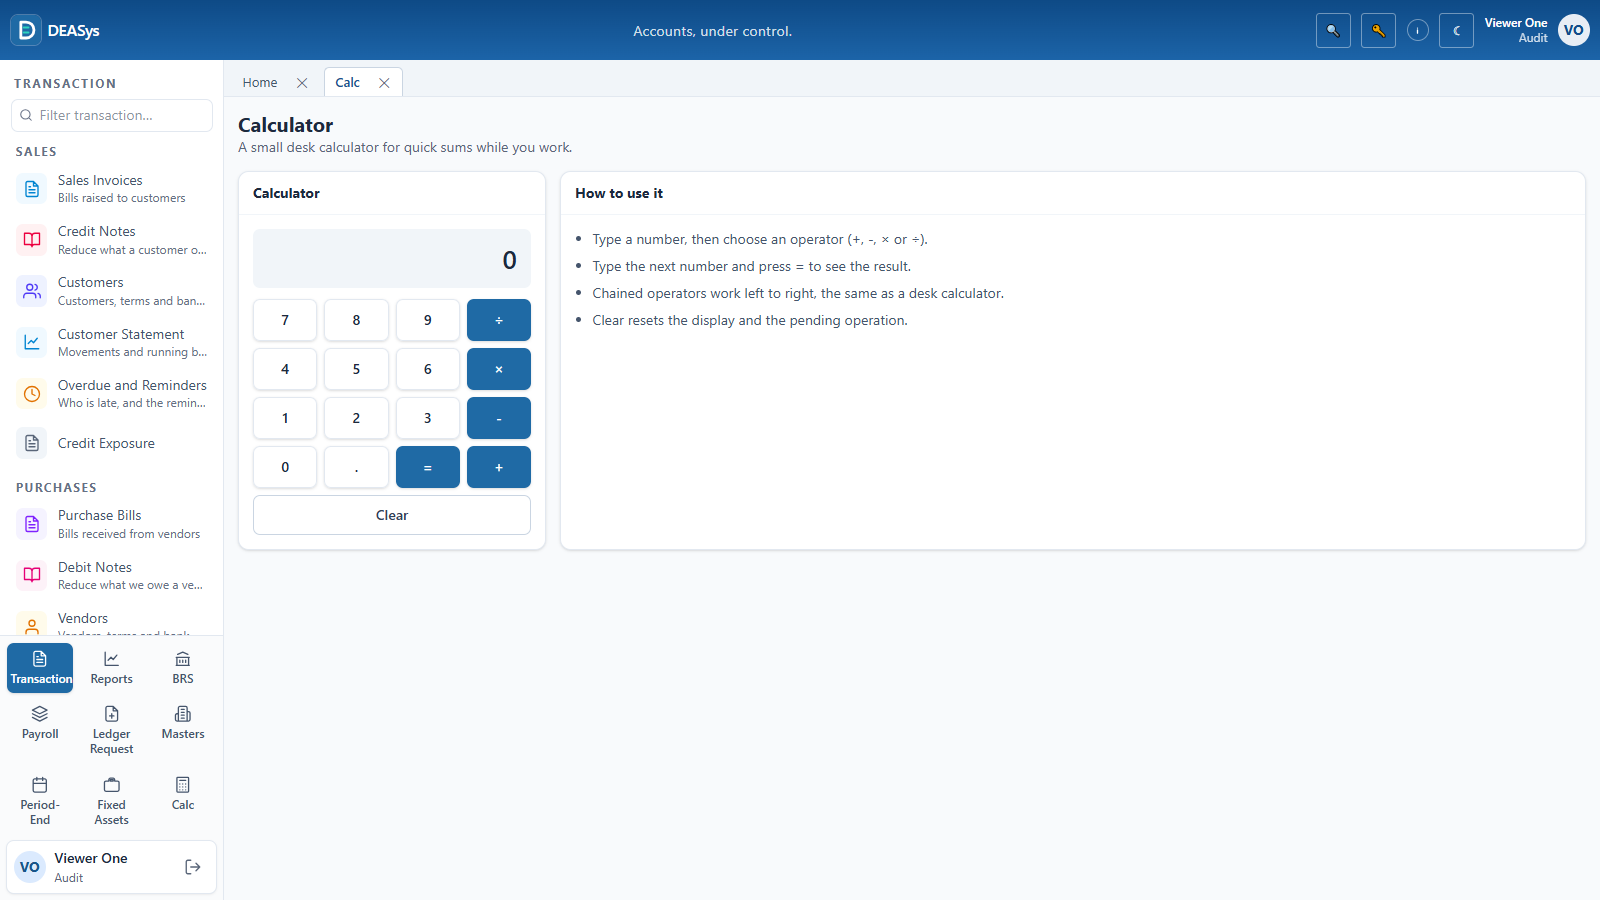 DEASys
Accounts, under control.
Viewer One
Audit
VO
TRANSACTION
Filter transaction...
SALES
Sales Invoices
Bills raised to customers
Credit Notes
Reduce what a customer o...
Customers
Customers, terms and ban...
Customer Statement
Movements and running b...
Overdue and Reminders
Who is late, and the remin...
Credit Exposure
PURCHASES
Purchase Bills
Bills received from vendors
Debit Notes
Reduce what we owe a ve...
Vendors
Vendors, terms and bank
Transaction
Reports
BRS
Payroll
Ledger
Request
Masters
Period-
End
Fixed
Assets
Calc
VO
Viewer One
Audit
Home
Calc
Calculator
A small desk calculator for quick sums while you work.
Calculator
0
7 8 9 ÷
4 5 6 ×
1 2 3 -
0 . = +
Clear
How to use it
Type a number, then choose an operator (+, -, × or ÷).
Type the next number and press = to see the result.
Chained operators work left to right, the same as a desk calculator.
Clear resets the display and the pending operation.